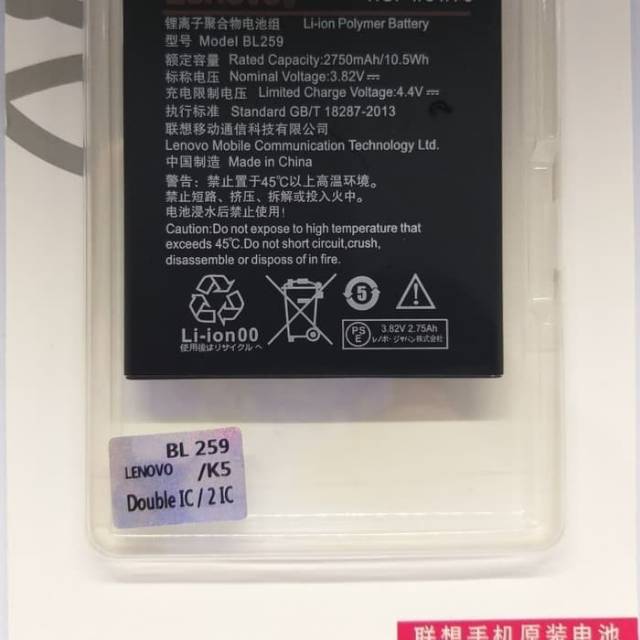 Lenovo
锂离子聚合物电池组 Li-ion Polymer Battery
型号 Model BL259
额定容量 Rated Capacity:2750mAh/10.5Wh
标称电压 Nominal Voltage:3.82V⎓
充电限制电压 Limited Charge Voltage:4.4V⎓
执行标准 Standard GB/T 18287-2013
联想移动通信科技有限公司
Lenovo Mobile Communication Technology Ltd.
中国制造 Made in China
警告: 禁止置于45℃以上高温环境。
禁止短路、挤压、拆解或投入火中。
电池浸水后禁止使用!
Caution:Do not expose to high temperature that
exceeds 45℃.Do not short circuit,crush,
disassemble or disposs of in fire.
5
Li-ion00
使用後はリサイクルへ
PS
E
3.82V 2.75Ah
レノボ・ジャパン株式会社
BL 259
LENOVO /K5
Double IC / 2 IC
联想手机原装电池